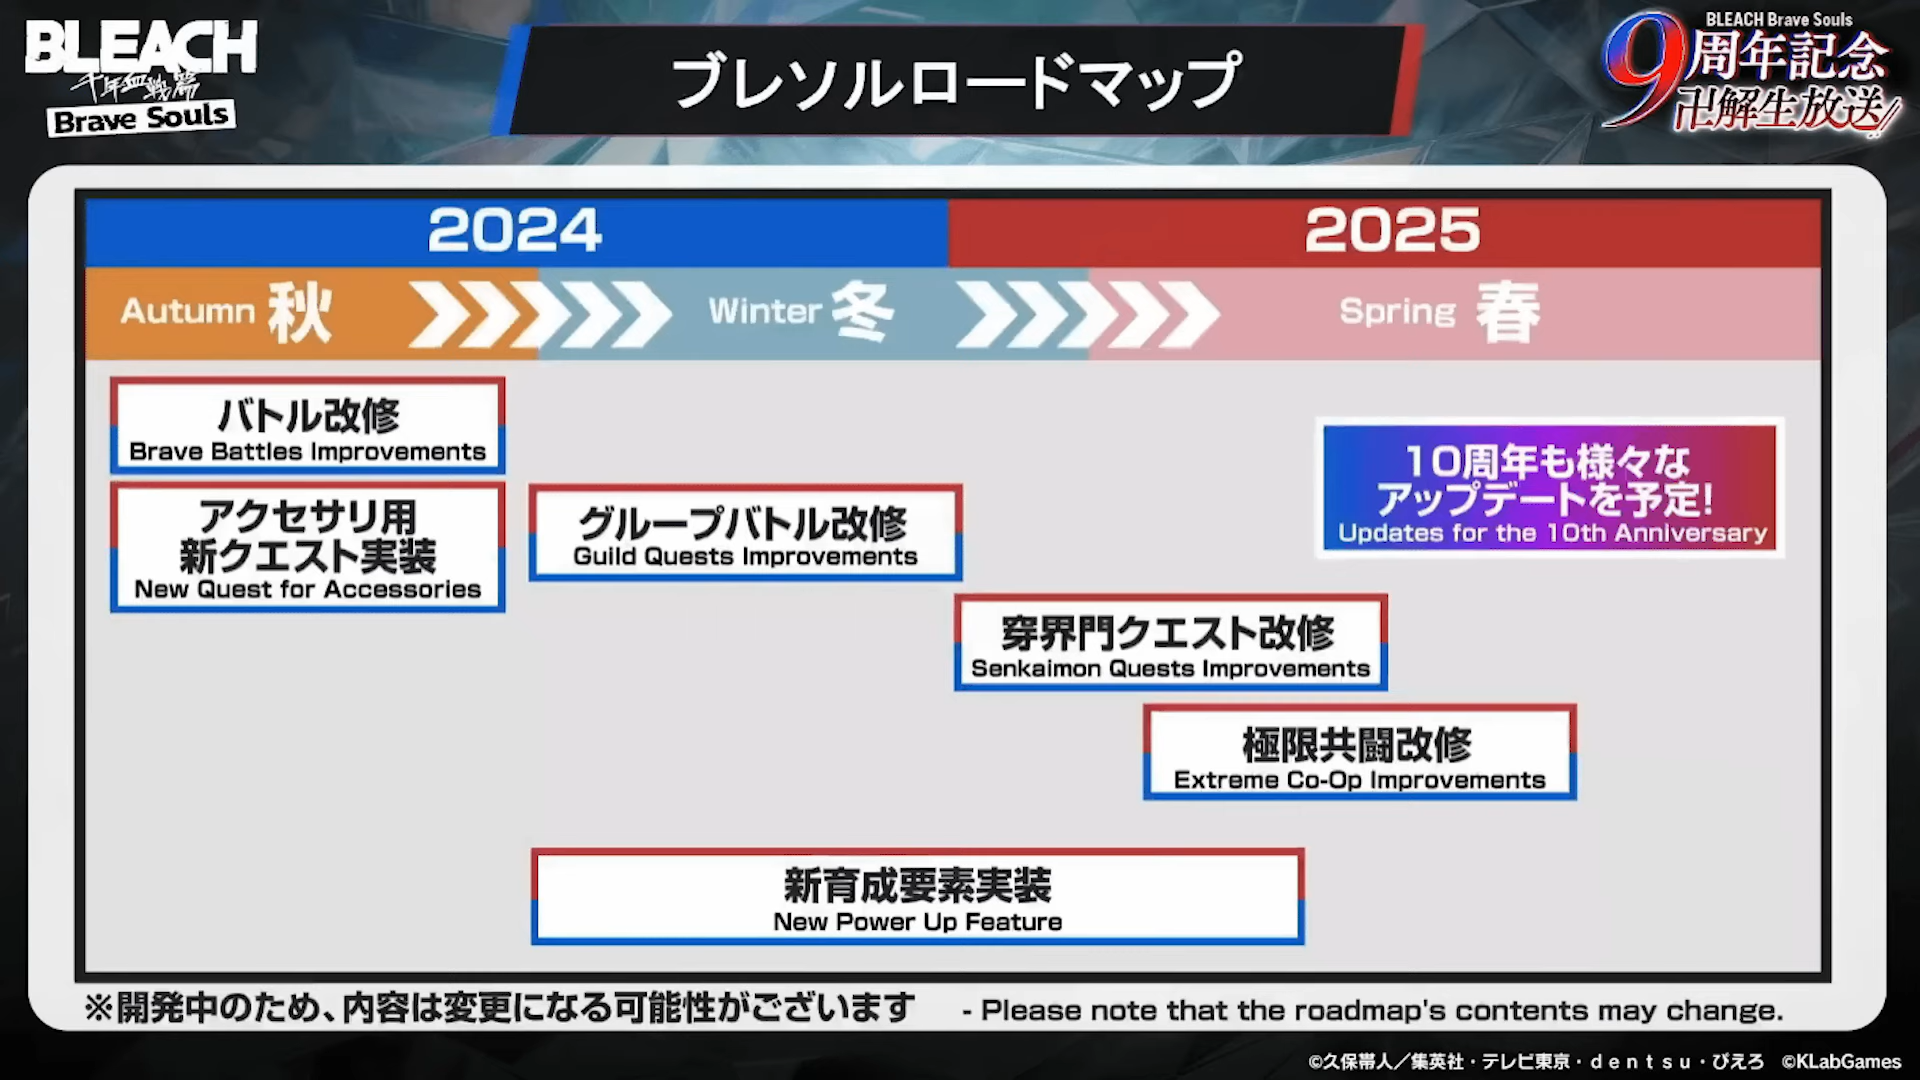 BLEACH
千年血戦篇
Brave Souls
ブレソルロードマップ
BLEACH Brave Souls
9周年記念
卍解生放送!!
2024
2025
Autumn 秋
Winter 冬
Spring 春
バトル改修
Brave Battles Improvements
アクセサリ用
新クエスト実装
New Quest for Accessories
グループバトル改修
Guild Quests Improvements
10周年も様々な
アップデートを予定!
Updates for the 10th Anniversary
穿界門クエスト改修
Senkaimon Quests Improvements
極限共闘改修
Extreme Co-Op Improvements
新育成要素実装
New Power Up Feature
※開発中のため、内容は変更になる可能性がございます
- Please note that the roadmap's contents may change.
©久保帯人／集英社・テレビ東京・ｄｅｎｔｓｕ・ぴえろ ©KLabGames